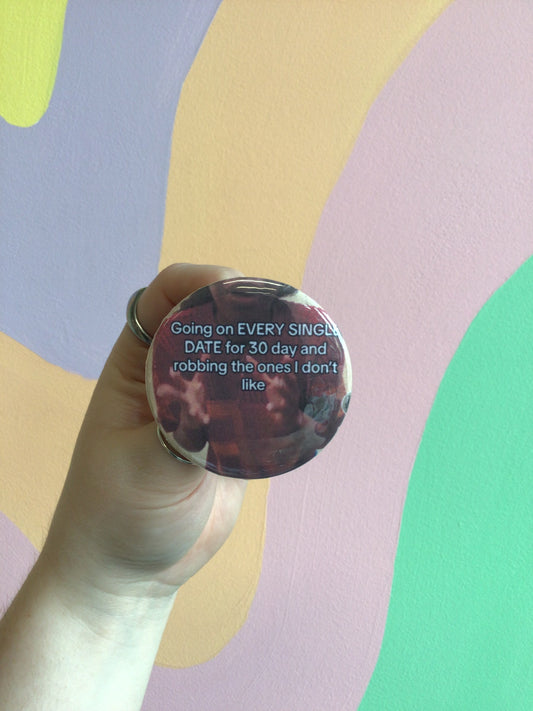 Going on EVERY SINGLE
DATE for 30 day and
robbing the ones I don't
like